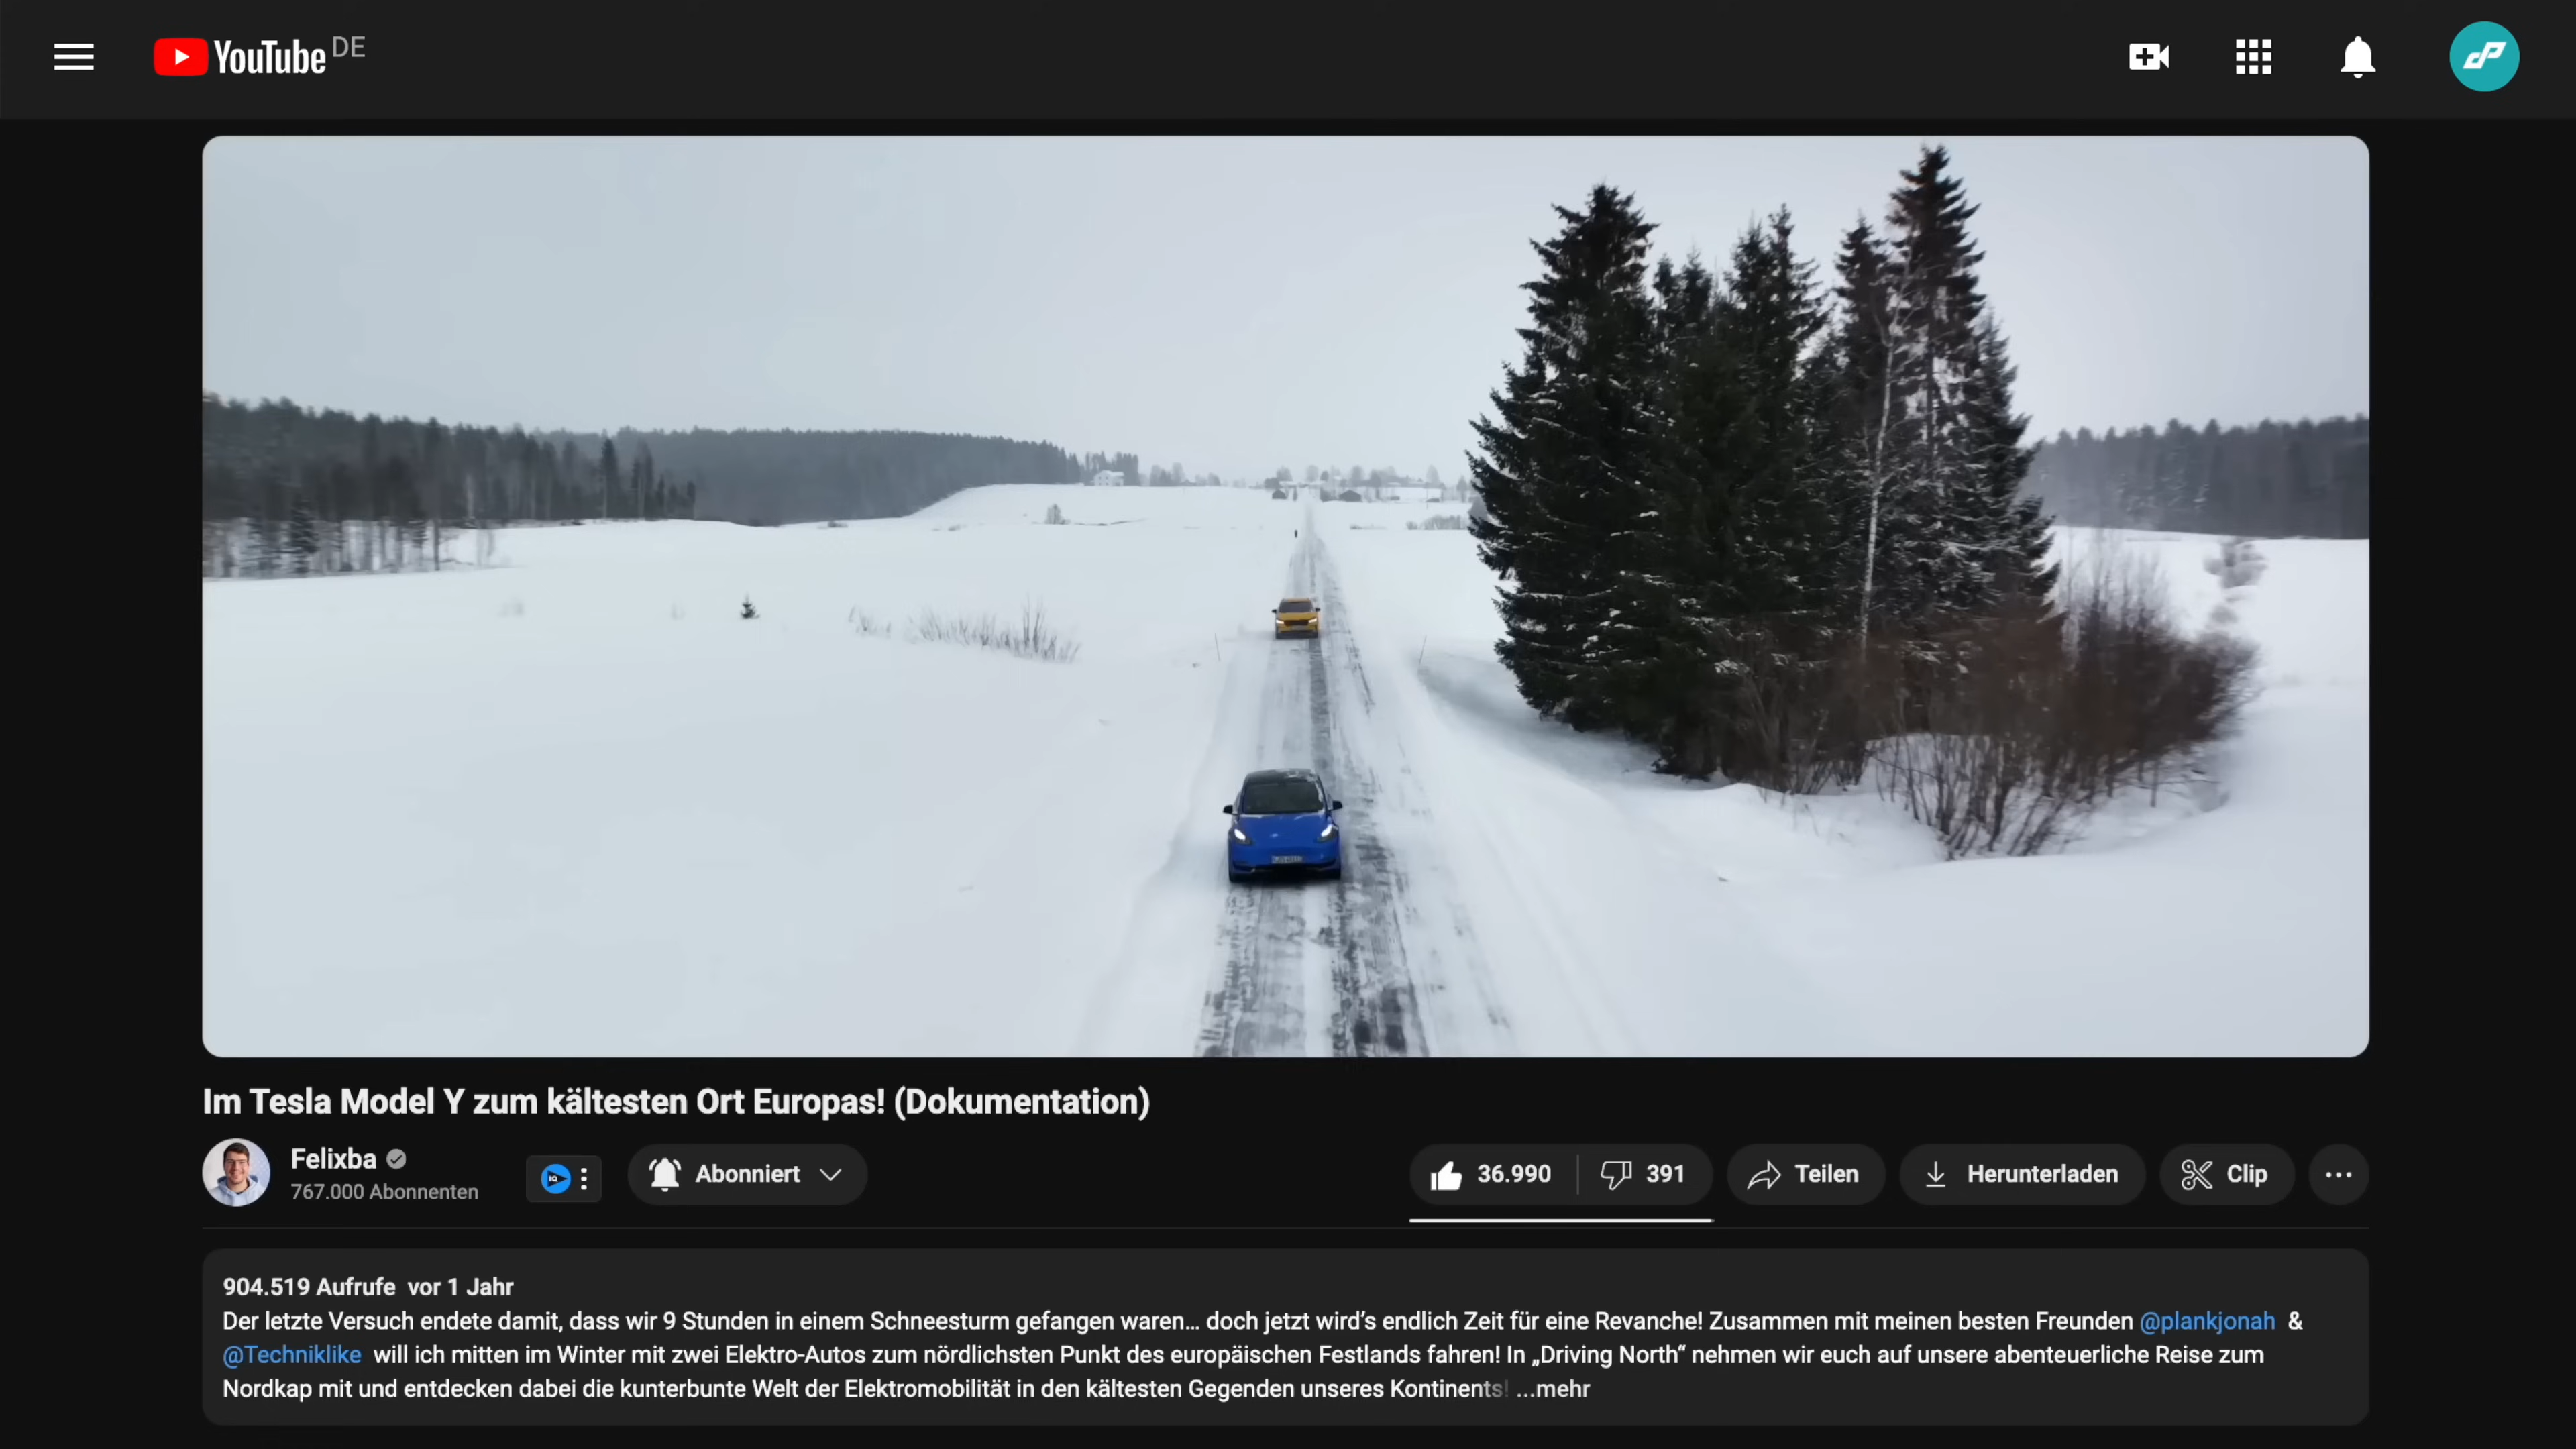 YouTube DE
Im Tesla Model Y zum kältesten Ort Europas! (Dokumentation)
Felixba
767.000 Abonnenten
IQ
Abonniert
36.990
391
Teilen
Herunterladen
Clip
904.519 Aufrufe vor 1 Jahr
Der letzte Versuch endete damit, dass wir 9 Stunden in einem Schneesturm gefangen waren... doch jetzt wird’s endlich Zeit für eine Revanche! Zusammen mit meinen besten Freunden @plankjonah &
@Techniklike will ich mitten im Winter mit zwei Elektro-Autos zum nördlichsten Punkt des europäischen Festlands fahren! In „Driving North“ nehmen wir euch auf unsere abenteuerliche Reise zum
Nordkap mit und entdecken dabei die kunterbunte Welt der Elektromobilität in den kältesten Gegenden unseres Kontinents! ...mehr